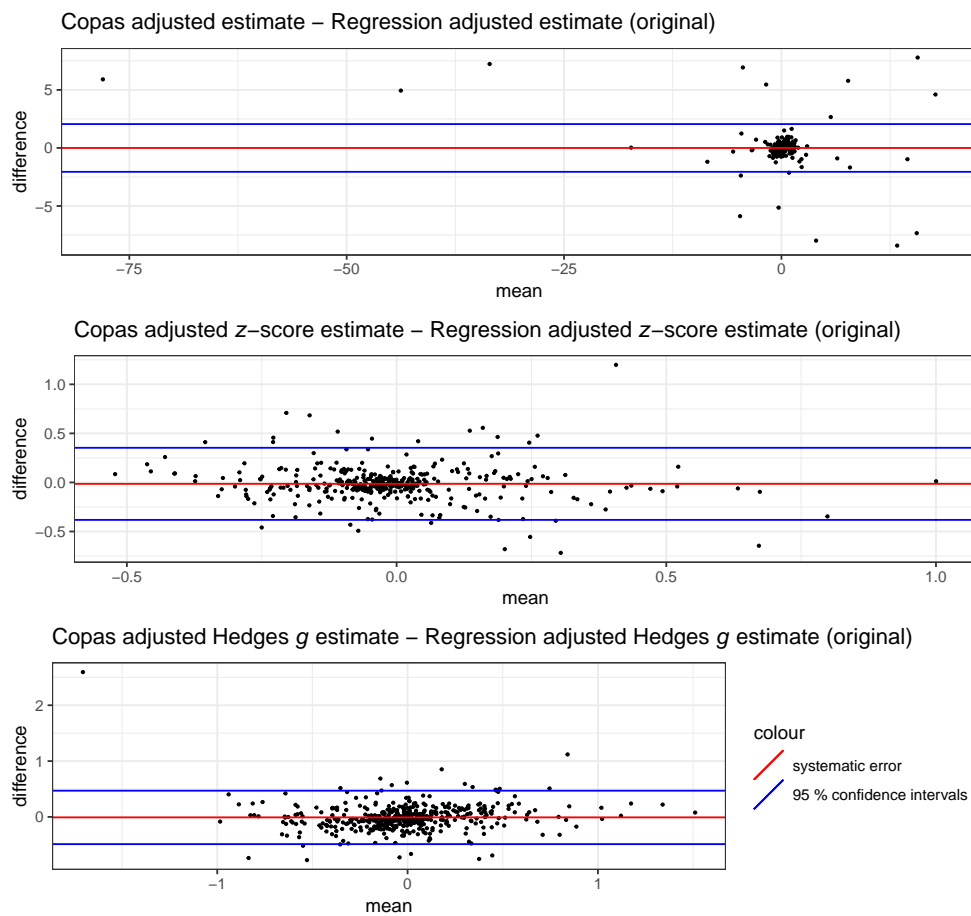 Copas adjusted estimate − Regression adjusted estimate (original)
5
0
−5
difference
−75 −50 −25 0
mean
Copas adjusted z−score estimate − Regression adjusted z−score estimate (original)
1.0
0.5
0.0
−0.5
difference
−0.5 0.0 0.5 1.0
mean
Copas adjusted Hedges g estimate − Regression adjusted Hedges g estimate (original)
2
1
0
difference
−1 0 1
mean
colour
systematic error
95 % confidence intervals